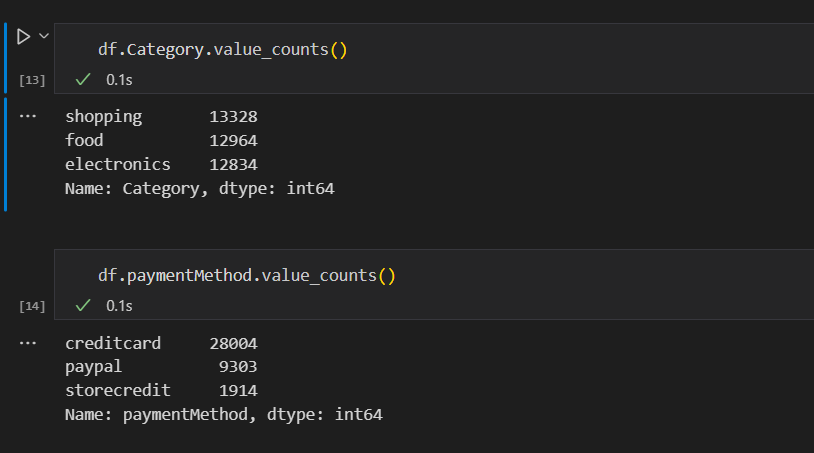 df.Category.value_counts()
[13]
0.1s
...
shopping 13328
food 12964
electronics 12834
Name: Category, dtype: int64
df.paymentMethod.value_counts()
[14]
0.1s
...
creditcard 28004
paypal 9303
storecredit 1914
Name: paymentMethod, dtype: int64